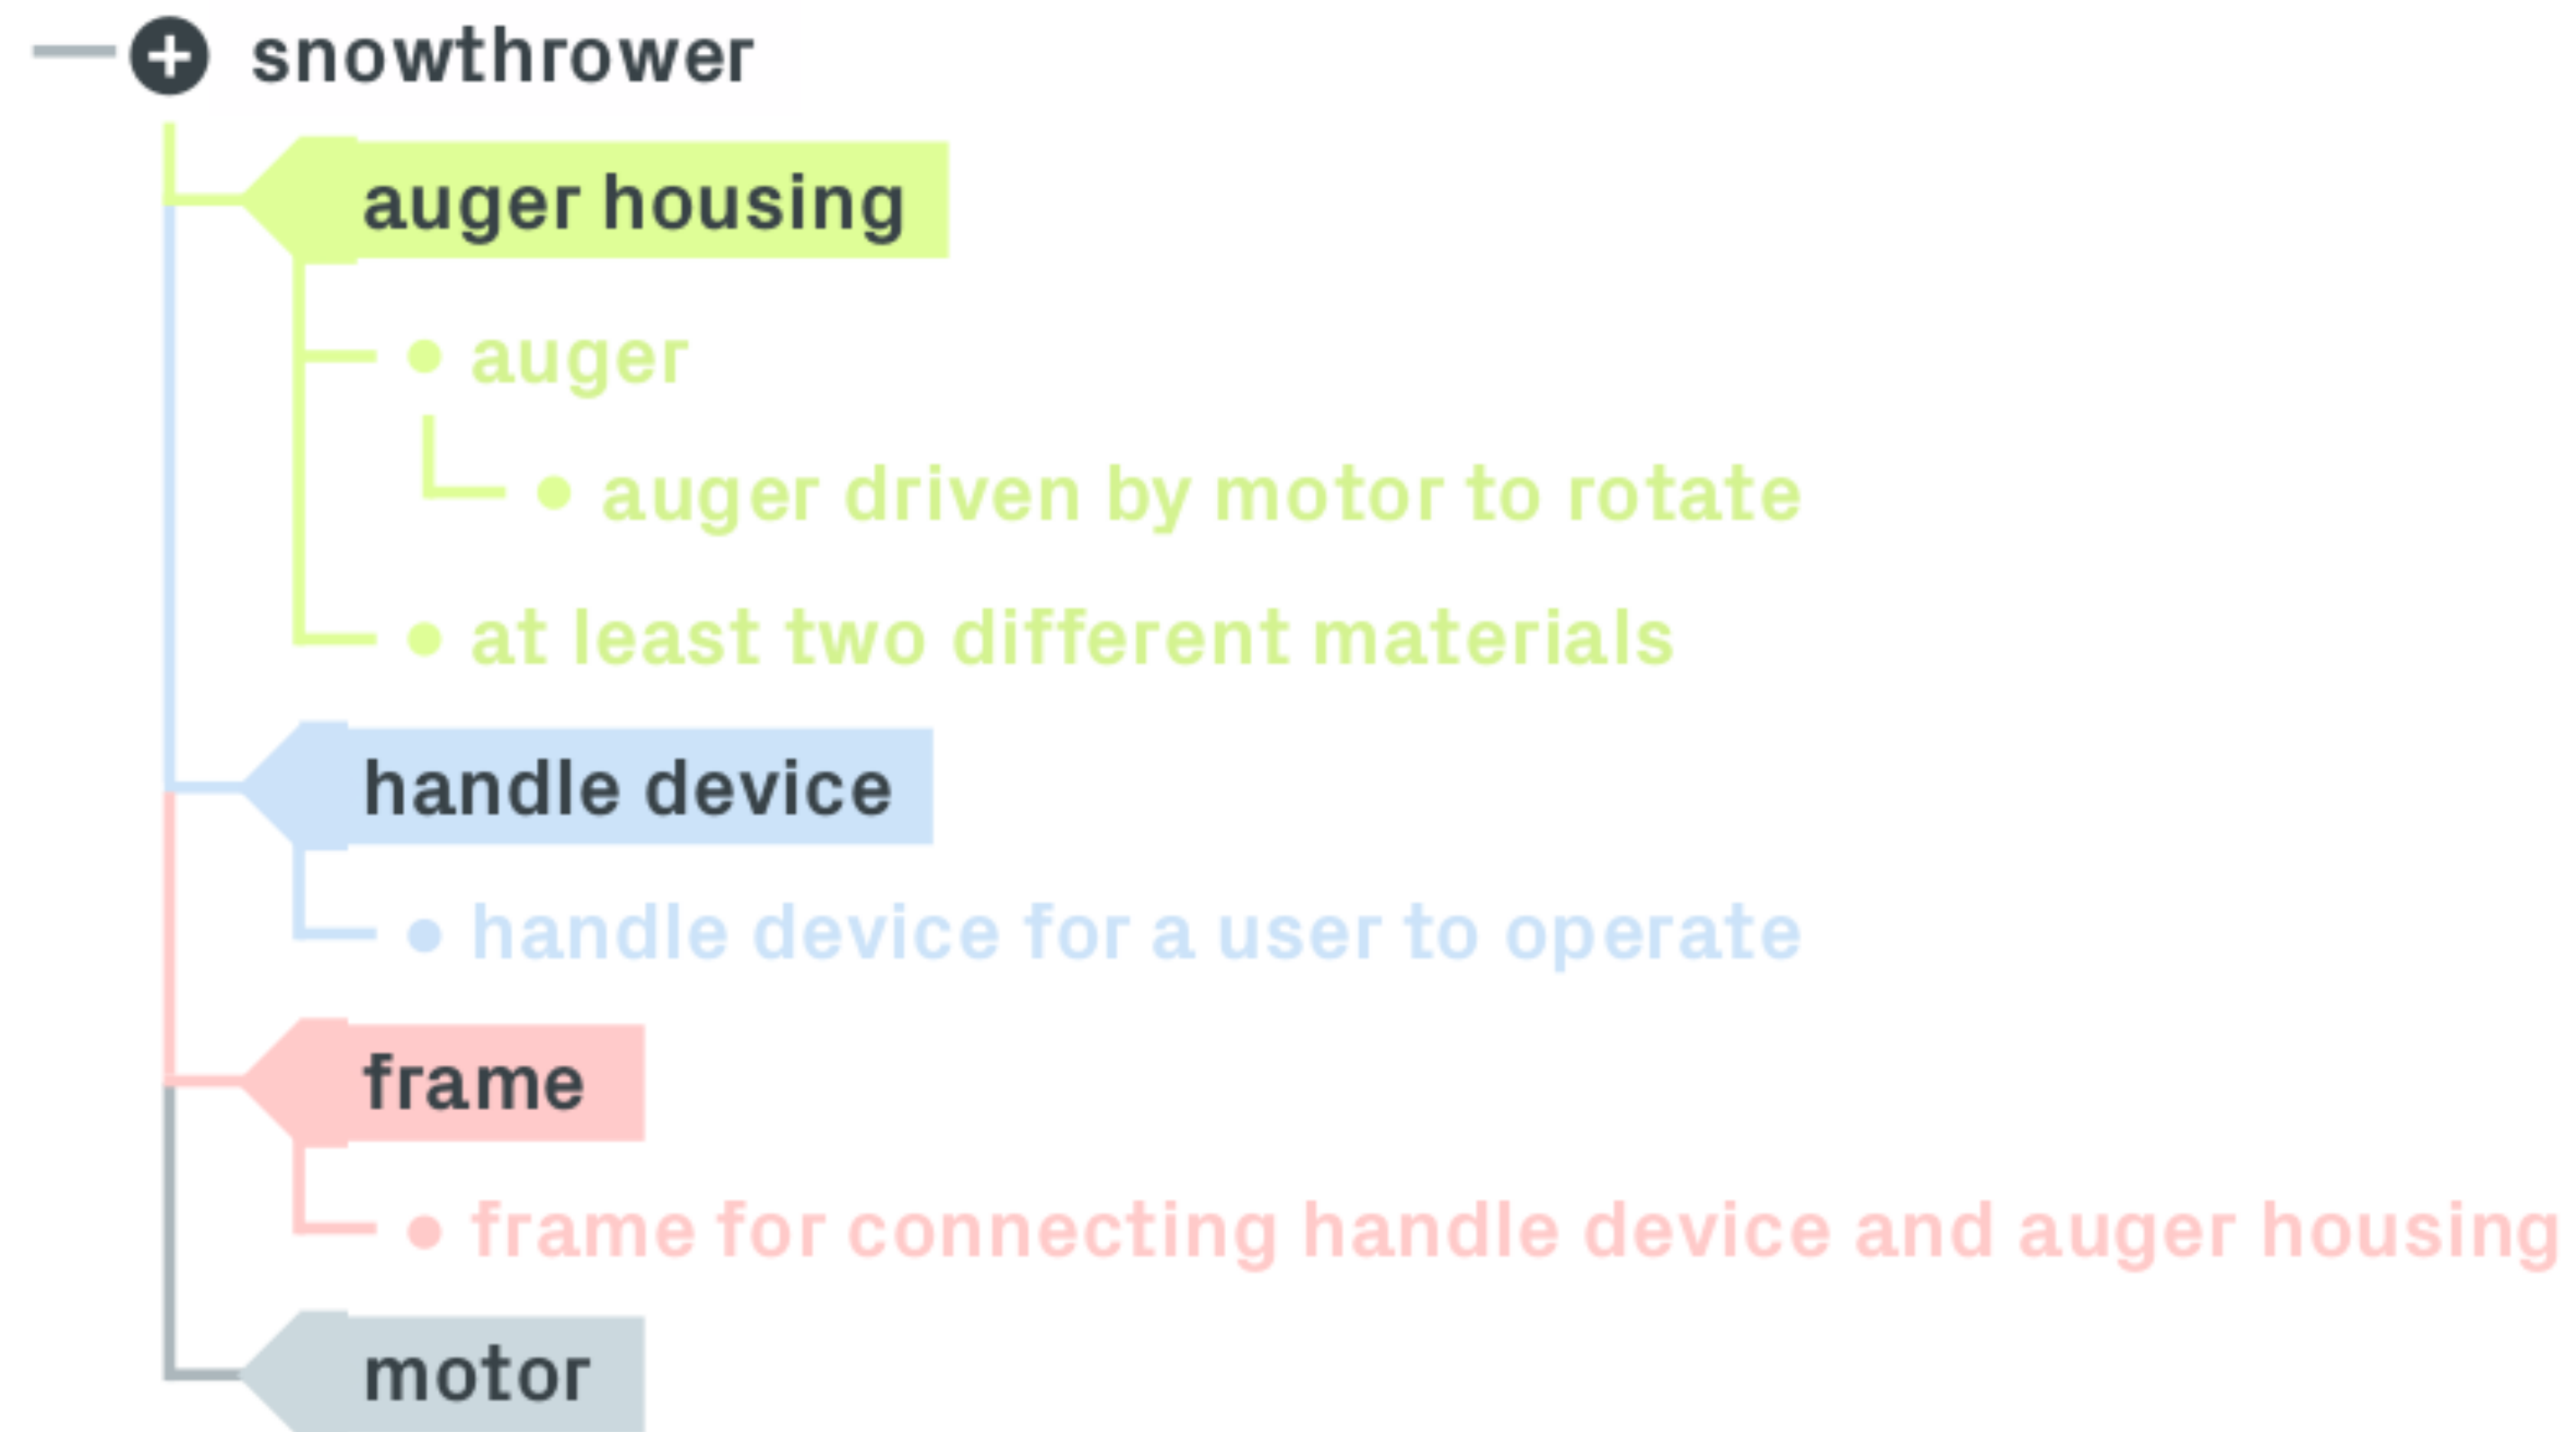 snowthrower
auger housing
auger
auger driven by motor to rotate
at least two different materials
handle device
handle device for a user to operate
frame
frame for connecting handle device and auger housing
motor